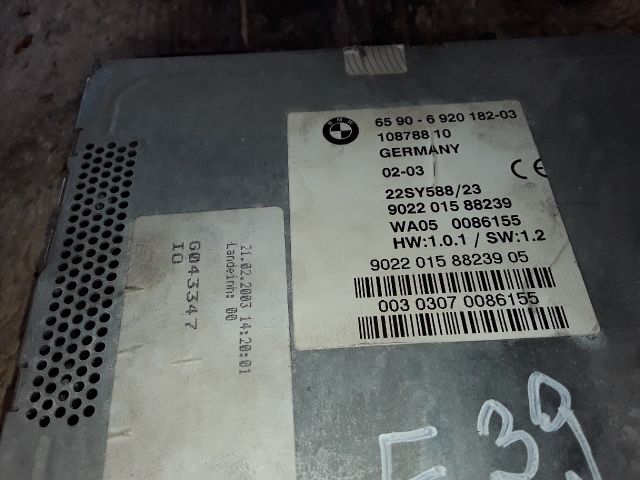 BMW
65 90 - 6 920 182-03
108788 10
GERMANY
02-03
CE
22SY588/23
9022 015 88239
WA05 0086155
HW:1.0.1 / SW:1.2
9022 015 88239 05
003 0307 0086155
21.02.2003 14:20:01
Landeinh: 00
G043347
IO
E 39